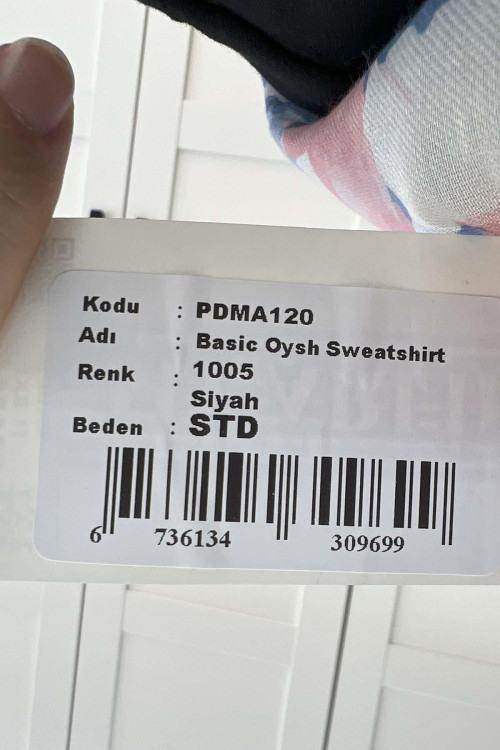 Kodu : PDMA120
Adı : Basic Oysh Sweatshirt
Renk : 1005
Siyah
Beden : STD
6 736134 309699